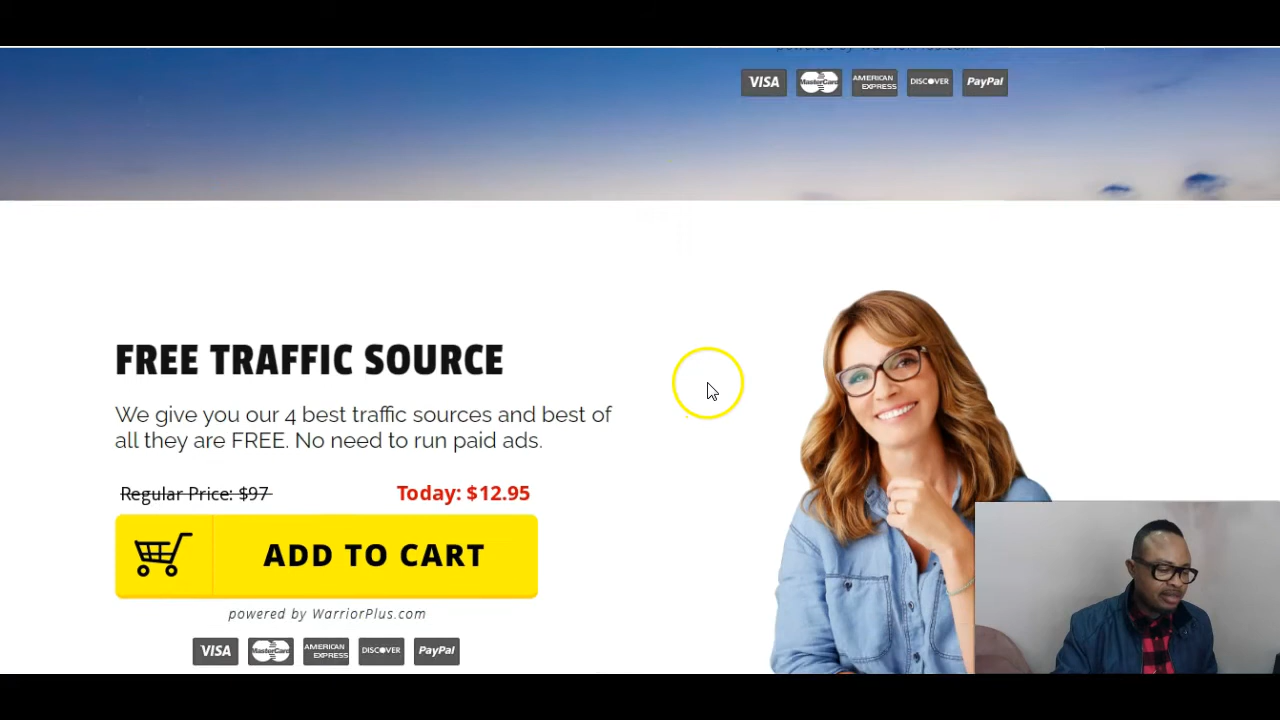 VISA MasterCard AMERICAN EXPRESS DISCOVER PayPal
FREE TRAFFIC SOURCE
We give you our 4 best traffic sources and best of
all they are FREE. No need to run paid ads.
Regular Price: $97 Today: $12.95
ADD TO CART
powered by WarriorPlus.com
VISA MasterCard AMERICAN EXPRESS DISCOVER PayPal